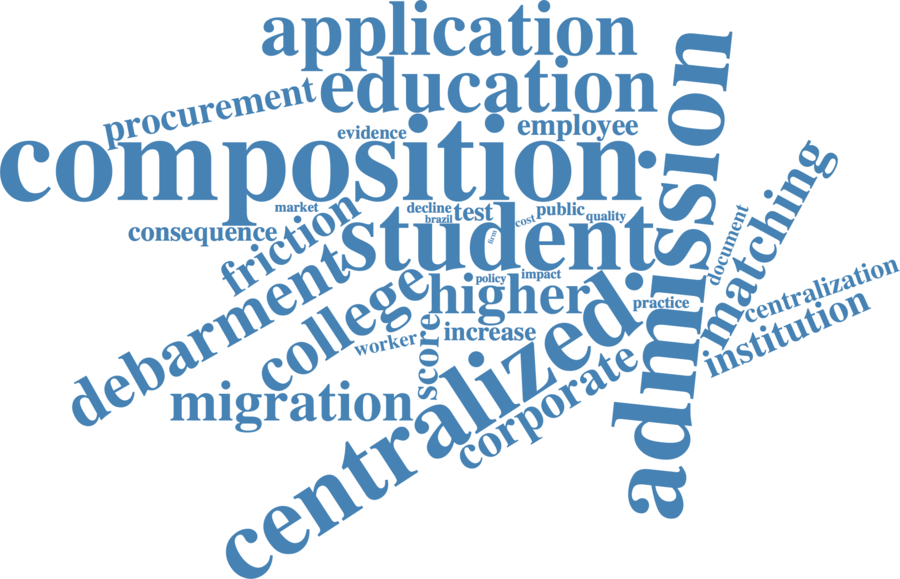 application
education
procurement
evidence
employee
composition
admission
matching
market
decline
brazil
test
cost
public
quality
firm
document
consequence
friction
student
policy
impact
higher
practice
centralization
institution
debarment
college
worker
score
increase
centralized
corporate
migration